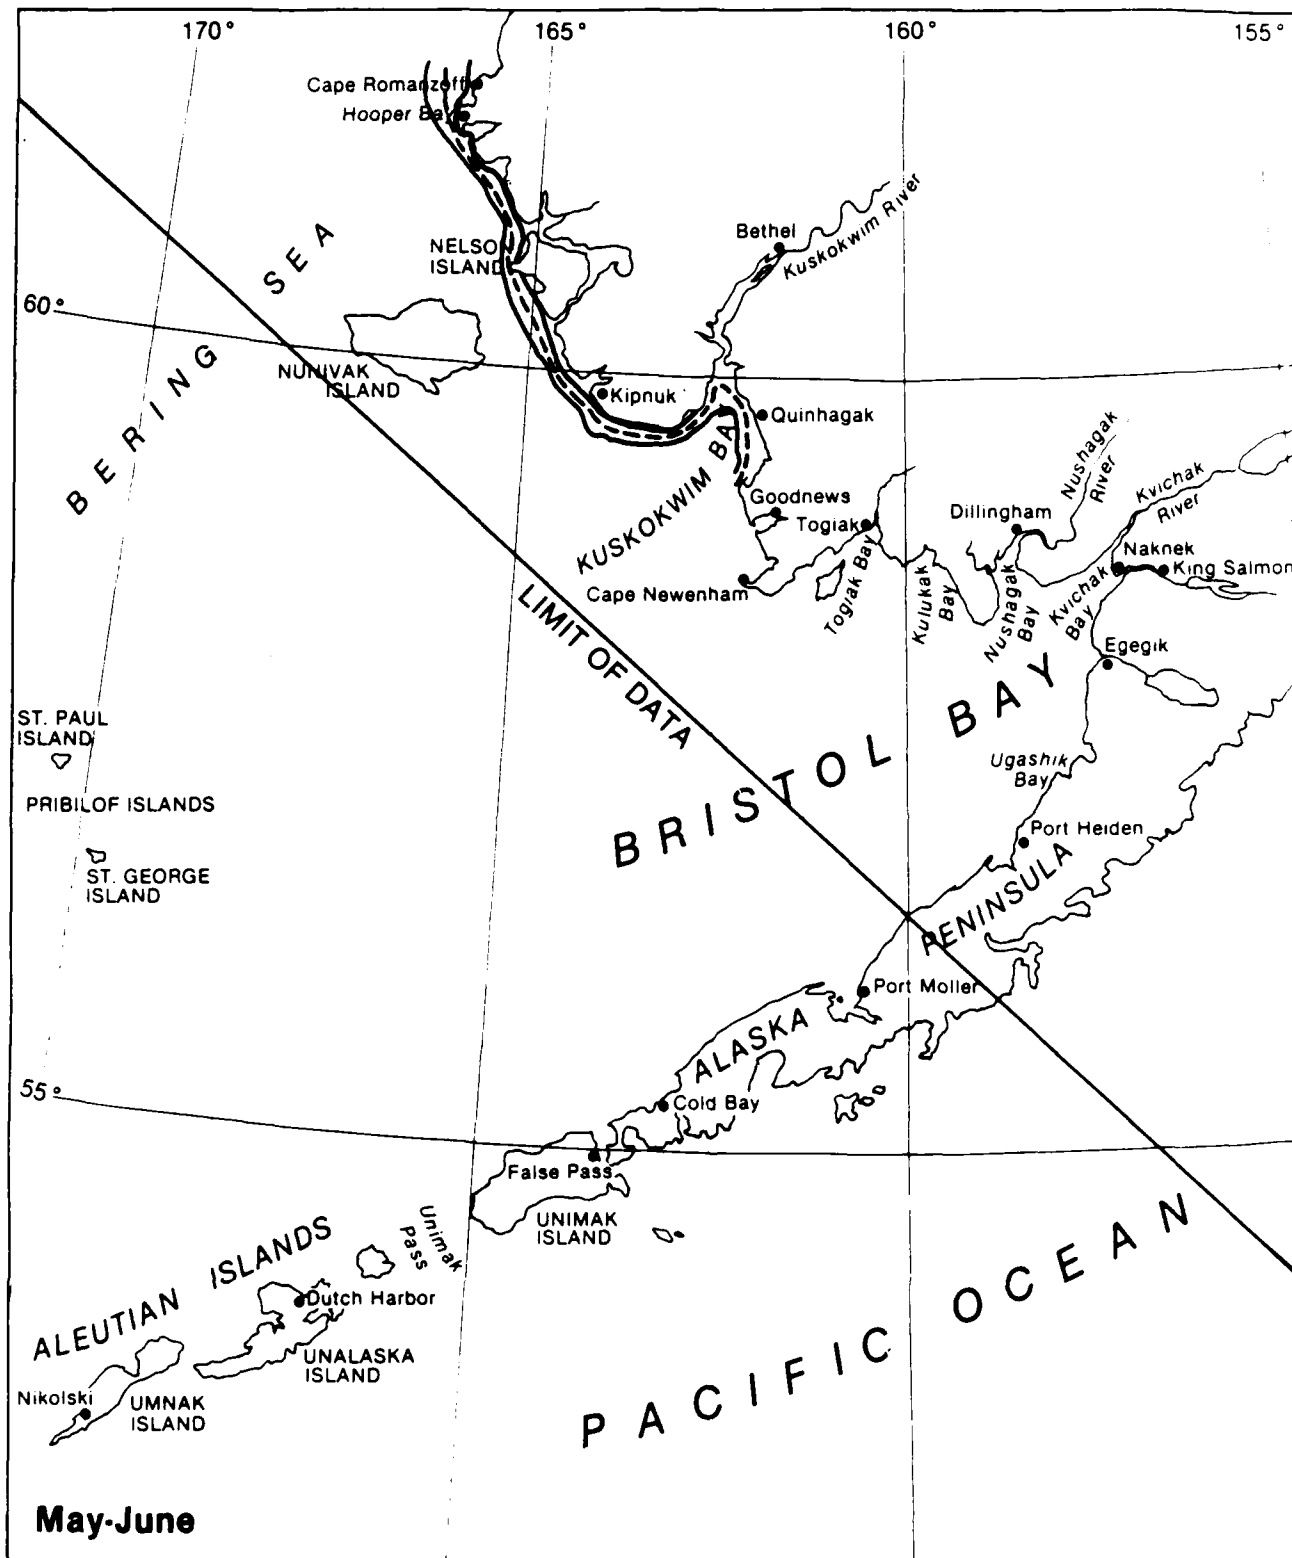 170°
165°
160°
155°
Cape Romanzoff
Hooper Ba
Bethel
Kuskokwim River
NELSON
ISLAND
BERING SEA
60°
NUNIVAK
ISLAND
Kipnuk
Quinhagak
KUSKOKWIM BA
Goodnews
Togiak
Dillingham
Nushagak
River
Kvichak
River
Naknek
King Salmon
Cape Newenham
Togiak Bay
Kulukak
Bay
Nushagak
Bay
Kvichak
Bay
Egegik
LIMIT OF DATA
BRISTOL BAY
ST. PAUL
ISLAND
PRIBILOF ISLANDS
ST. GEORGE
ISLAND
Ugashik
Bay
Port Heiden
ALASKA PENINSULA
Port Moller
55°
Cold Bay
False Pass
UNIMAK
ISLAND
Unimak
Pass
ALEUTIAN ISLANDS
Dutch Harbor
UNALASKA
ISLAND
Nikolski
UMNAK
ISLAND
PACIFIC OCEAN
May-June